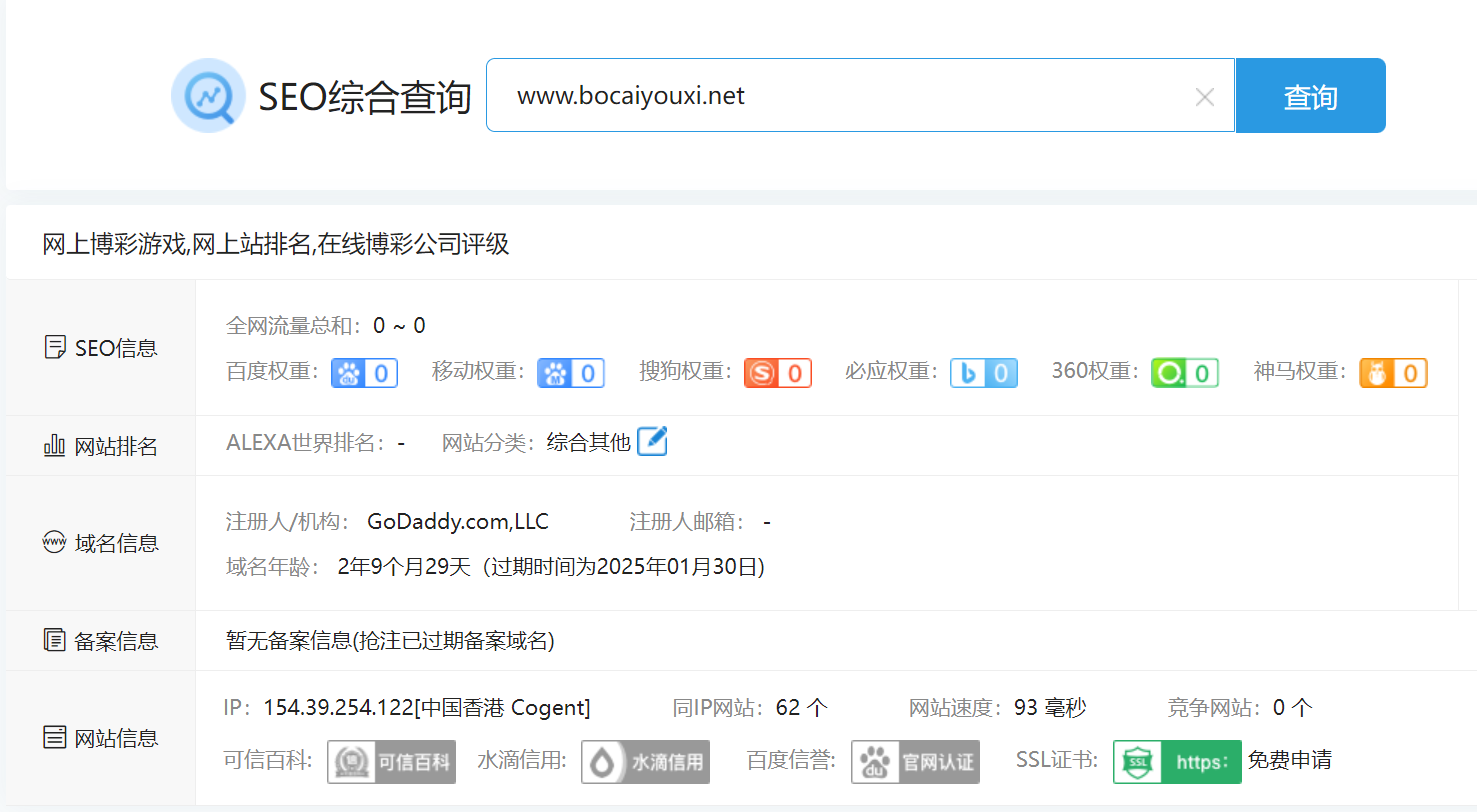 SEO综合查询 www.bocaiyouxi.net 查询
网上博彩游戏,网上站排名,在线博彩公司评级
SEO信息
全网流量总和：0 ~ 0
百度权重： du 0 移动权重： M 0 搜狗权重： S 0 必应权重： b 0 360权重： 0 神马权重： 0
网站排名 ALEXA世界排名：- 网站分类：综合其他
www 域名信息
注册人/机构： GoDaddy.com,LLC 注册人邮箱： -
域名年龄： 2年9个月29天（过期时间为2025年01月30日)
备案信息 暂无备案信息(抢注已过期备案域名)
网站信息
IP：154.39.254.122[中国香港 Cogent] 同IP网站：62 个 网站速度：93 毫秒 竞争网站：0 个
可信百科: 可信百科 水滴信用: 水滴信用 百度信誉: du 官网认证 SSL证书: SSL https: 免费申请